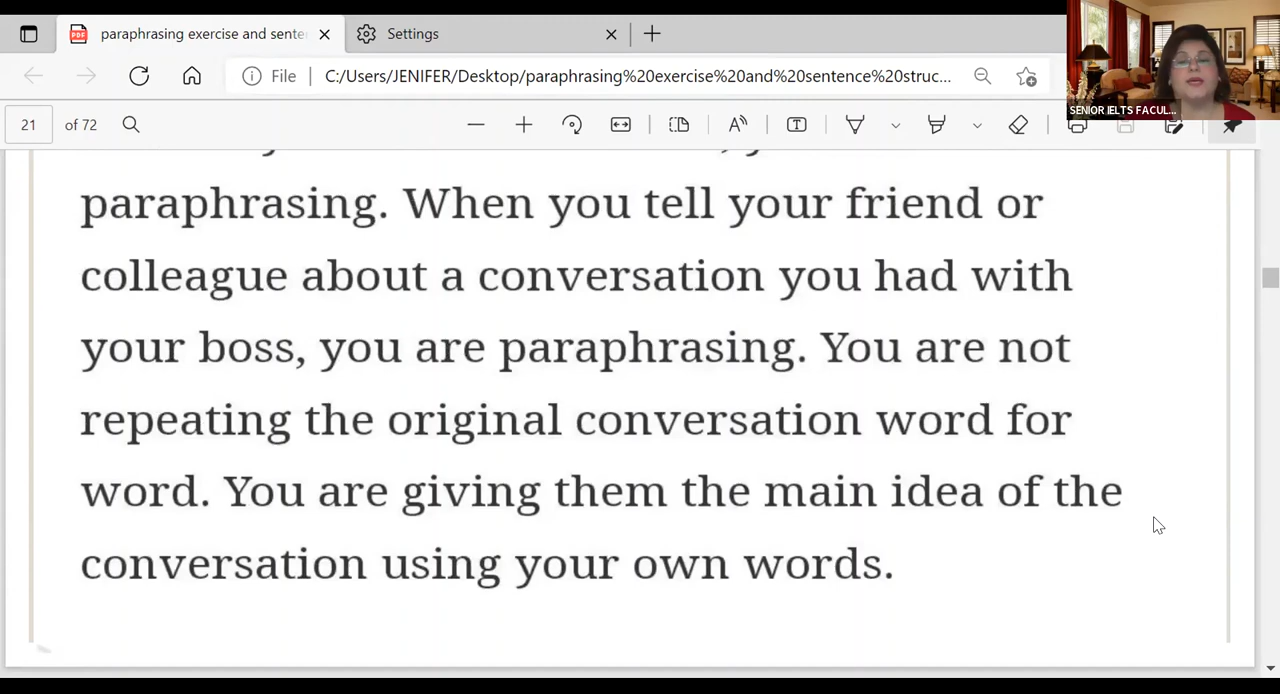 paraphrasing exercise and sente
Settings
File
C:/Users/JENIFER/Desktop/paraphrasing%20exercise%20and%20sentence%20struc...
SENIOR IELTS FACUL...
21 of 72
paraphrasing. When you tell your friend or
colleague about a conversation you had with
your boss, you are paraphrasing. You are not
repeating the original conversation word for
word. You are giving them the main idea of the
conversation using your own words.